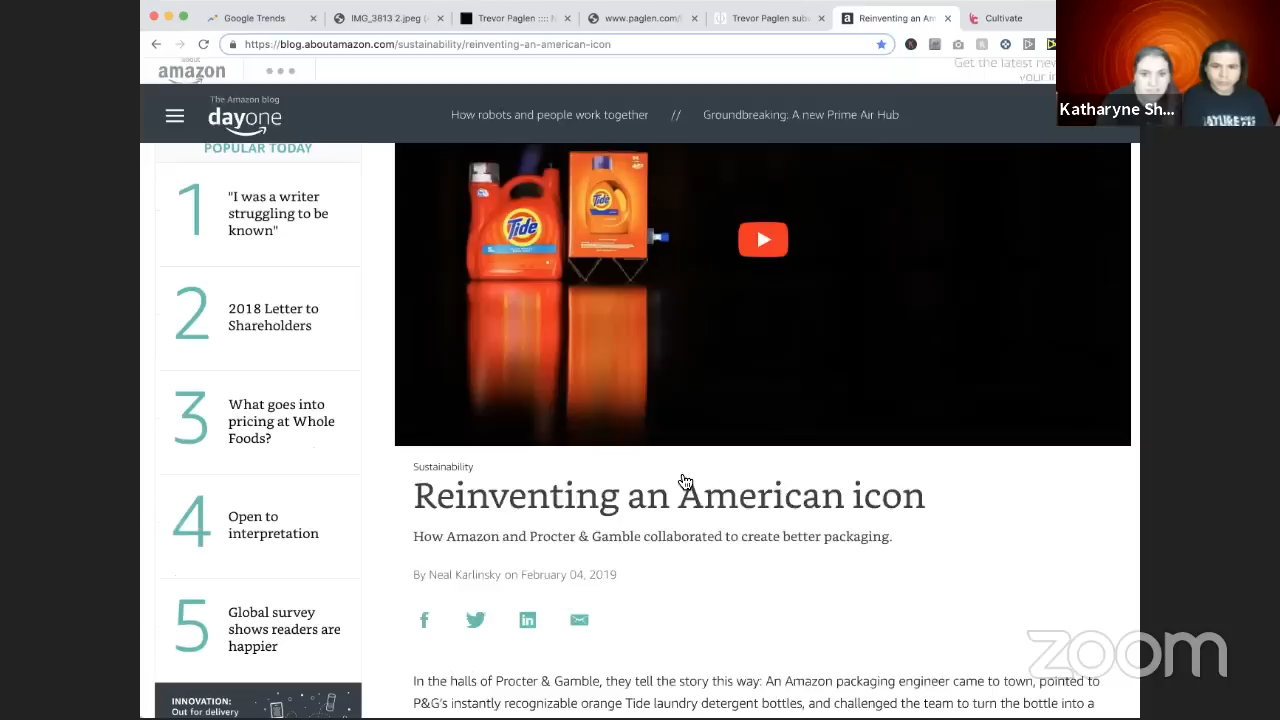 Google Trends
IMG_3813 2.jpeg
Trevor Paglen :::: N
www.paglen.com/
Trevor Paglen sub
Reinventing an Am
Cultivate
https://blog.aboutamazon.com/sustainability/reinventing-an-american-icon
ABOUT
amazon
Get the latest new
your in
Katharyne Sh...
The Amazon blog
dayone
How robots and people work together // Groundbreaking: A new Prime Air Hub
POPULAR TODAY
1
"I was a writer
struggling to be
known"
2
2018 Letter to
Shareholders
3
What goes into
pricing at Whole
Foods?
4
Open to
interpretation
5
Global survey
shows readers are
happier
INNOVATION:
Out for delivery
Tide
Tide
Sustainability
Reinventing an American icon
How Amazon and Procter & Gamble collaborated to create better packaging.
By Neal Karlinsky on February 04, 2019
In the halls of Procter & Gamble, they tell the story this way: An Amazon packaging engineer came to town, pointed to
P&G's instantly recognizable orange Tide laundry detergent bottles, and challenged the team to turn the bottle into a
zoom